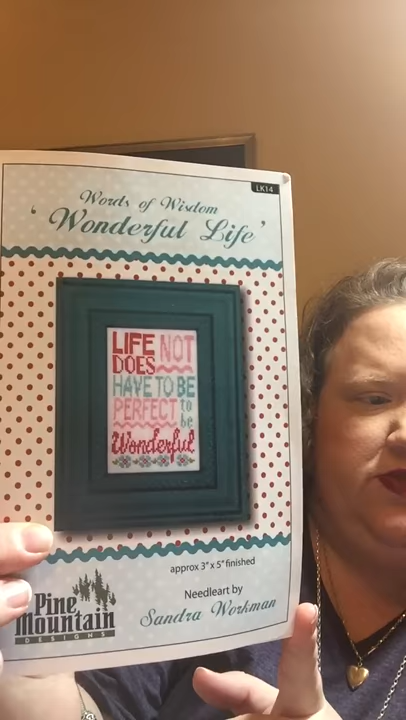 LK14
Words of Wisdom
'Wonderful Life'
LIFE NOT
DOES
HAVE TO BE
PERFECT to
be
Wonderful
approx 3" x 5" finished
Needleart by
Sandra Workman
Pine
Mountain
DESIGNS